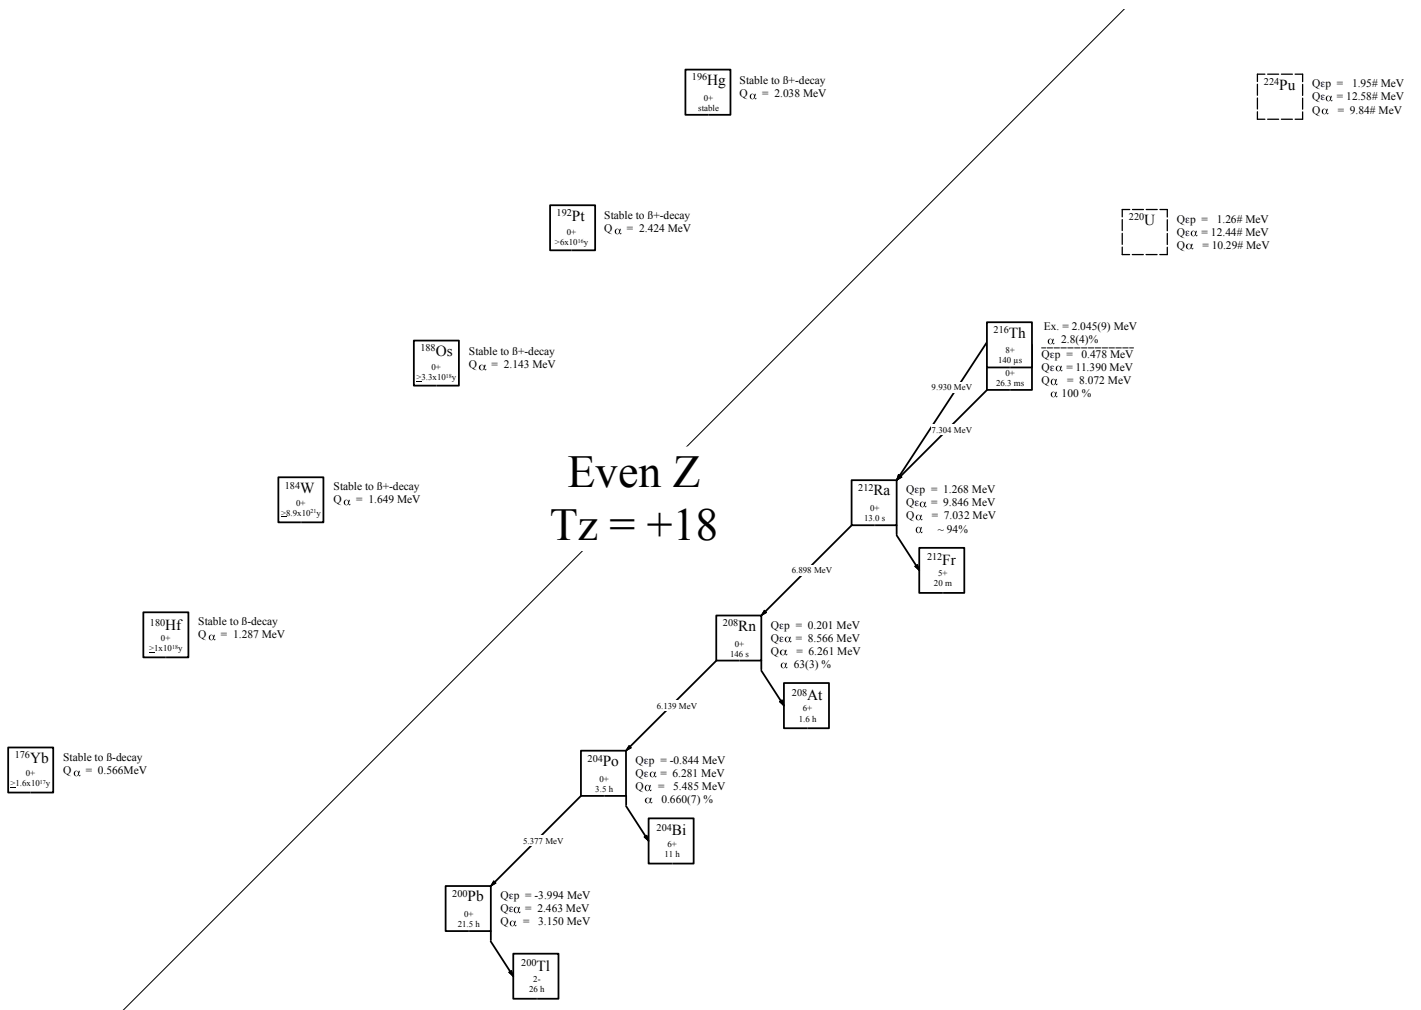 196Hg
0+
stable
Stable to ß+-decay
Qα = 2.038 MeV
224Pu
Qεp = 1.95# MeV
Qεα = 12.58# MeV
Qα = 9.84# MeV
192Pt
0+
>6x10¹⁶y
Stable to ß+-decay
Qα = 2.424 MeV
220U
Qεp = 1.26# MeV
Qεα = 12.44# MeV
Qα = 10.29# MeV
188Os
0+
≥3.3x10¹⁸y
Stable to ß+-decay
Qα = 2.143 MeV
216Th
8+
140 µs
0+
26.3 ms
Ex. = 2.045(9) MeV
α 2.8(4)%
Qεp = 0.478 MeV
Qεα = 11.390 MeV
Qα = 8.072 MeV
α 100 %
9.930 MeV
7.304 MeV
Even Z
Tz = +18
184W
0+
≥8.9x10²¹y
Stable to ß+-decay
Qα = 1.649 MeV
212Ra
0+
13.0 s
Qεp = 1.268 MeV
Qεα = 9.846 MeV
Qα = 7.032 MeV
α ~ 94%
212Fr
5+
20 m
6.898 MeV
180Hf
0+
≥1x10¹⁸y
Stable to ß-decay
Qα = 1.287 MeV
208Rn
0+
146 s
Qεp = 0.201 MeV
Qεα = 8.566 MeV
Qα = 6.261 MeV
α 63(3) %
208At
6+
1.6 h
6.139 MeV
176Yb
0+
≥1.6x10¹⁷y
Stable to ß-decay
Qα = 0.566MeV
204Po
0+
3.5 h
Qεp = -0.844 MeV
Qεα = 6.281 MeV
Qα = 5.485 MeV
α 0.660(7) %
204Bi
6+
11 h
5.377 MeV
200Pb
0+
21.5 h
Qεp = -3.994 MeV
Qεα = 2.463 MeV
Qα = 3.150 MeV
200Tl
2-
26 h